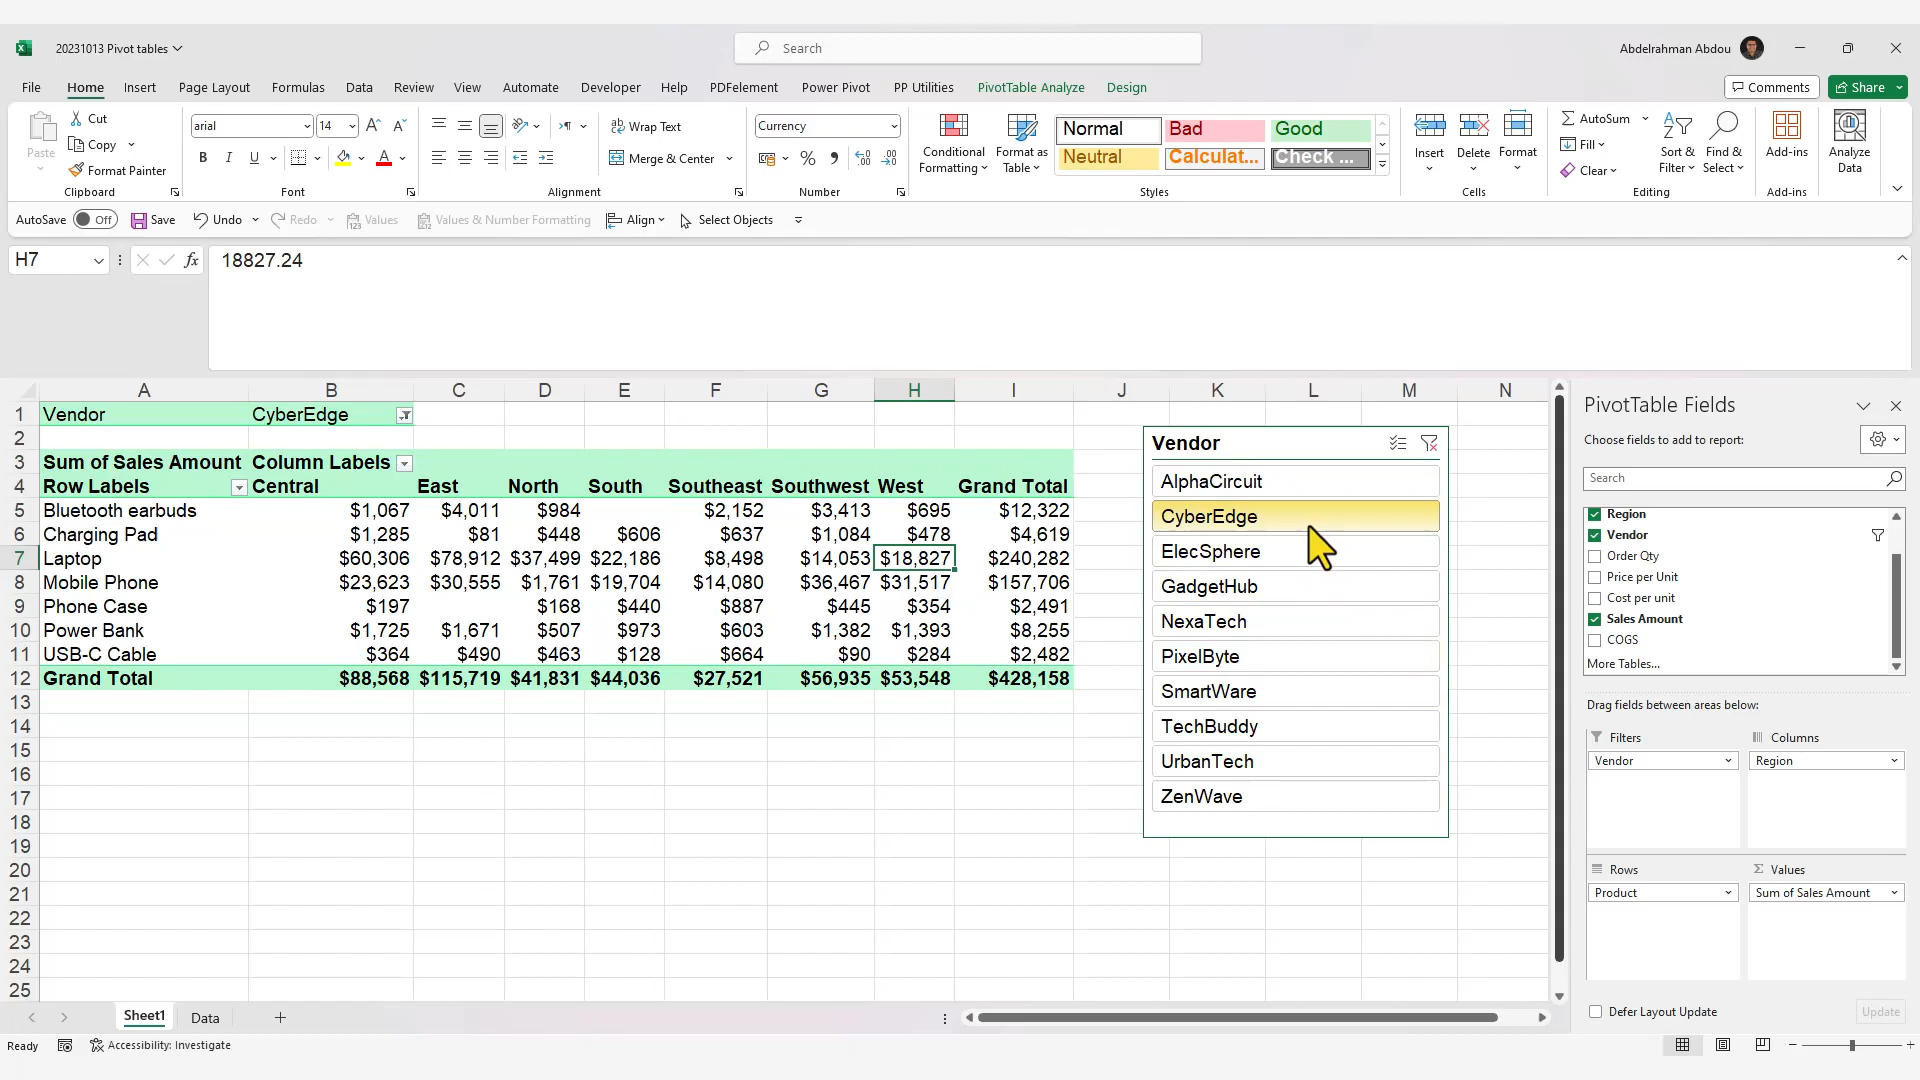 20231013 Pivot tables
Search
Abdelrahman Abdou
File Home Insert Page Layout Formulas Data Review View Automate Developer Help PDFelement Power Pivot PP Utilities PivotTable Analyze Design
Comments Share
Paste
Cut
Copy
Format Painter
Clipboard
arial 14
B I U A
Font
Wrap Text
Merge & Center
Alignment
Currency
%
Number
Conditional Formatting
Format as Table
Normal Bad Good
Neutral Calculat... Check ...
Styles
Insert Delete Format
Cells
AutoSum
Fill
Clear
Sort & Filter
Find & Select
Editing
Add-ins
Add-ins
Analyze Data
AutoSave Off Save Undo Redo Values Values & Number Formatting Align Select Objects
H7 fx 18827.24
A B C D E F G H I J K L M N
1 Vendor CyberEdge
2
3 Sum of Sales Amount Column Labels
4 Row Labels Central East North South Southeast Southwest West Grand Total
5 Bluetooth earbuds $1,067 $4,011 $984 $2,152 $3,413 $695 $12,322
6 Charging Pad $1,285 $81 $448 $606 $637 $1,084 $478 $4,619
7 Laptop $60,306 $78,912 $37,499 $22,186 $8,498 $14,053 $18,827 $240,282
8 Mobile Phone $23,623 $30,555 $1,761 $19,704 $14,080 $36,467 $31,517 $157,706
9 Phone Case $197 $168 $440 $887 $445 $354 $2,491
10 Power Bank $1,725 $1,671 $507 $973 $603 $1,382 $1,393 $8,255
11 USB-C Cable $364 $490 $463 $128 $664 $90 $284 $2,482
12 Grand Total $88,568 $115,719 $41,831 $44,036 $27,521 $56,935 $53,548 $428,158
13
14
15
16
17
18
19
20
21
22
23
24
25
Vendor
AlphaCircuit
CyberEdge
ElecSphere
GadgetHub
NexaTech
PixelByte
SmartWare
TechBuddy
UrbanTech
ZenWave
PivotTable Fields
Choose fields to add to report:
Search
Region
Vendor
Order Qty
Price per Unit
Cost per unit
Sales Amount
COGS
More Tables...
Drag fields between areas below:
Filters Columns
Vendor Region
Rows Values
Product Sum of Sales Amount
Defer Layout Update Update
Sheet1 Data
Ready Accessibility: Investigate